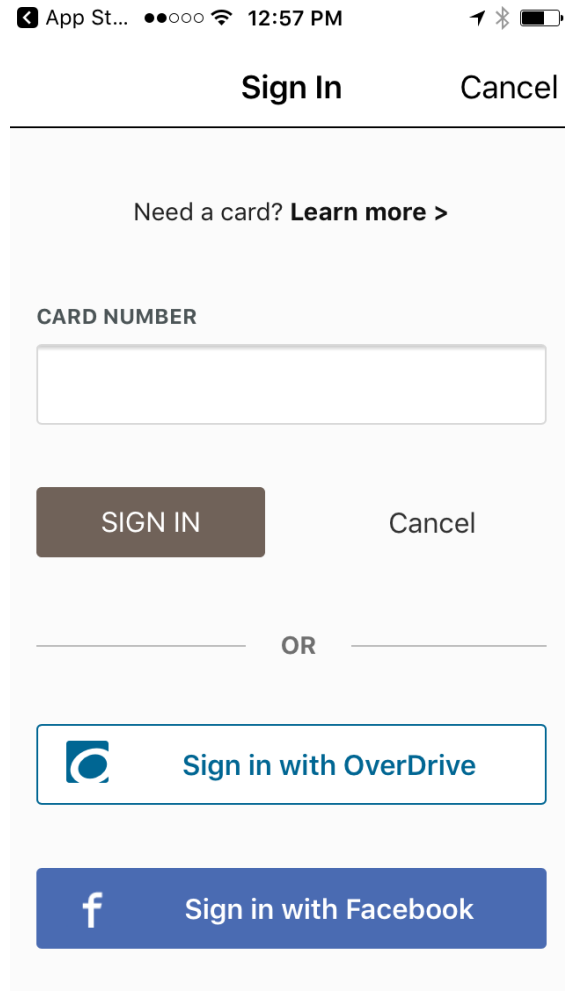 App St... 12:57 PM
Sign In Cancel
Need a card? Learn more >
CARD NUMBER
SIGN IN Cancel
OR
Sign in with OverDrive
f Sign in with Facebook